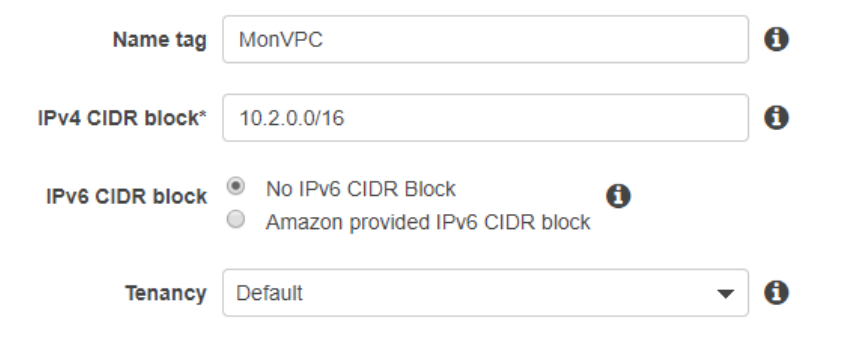 Name tag MonVPC
IPv4 CIDR block* 10.2.0.0/16
IPv6 CIDR block No IPv6 CIDR Block
Amazon provided IPv6 CIDR block
Tenancy Default